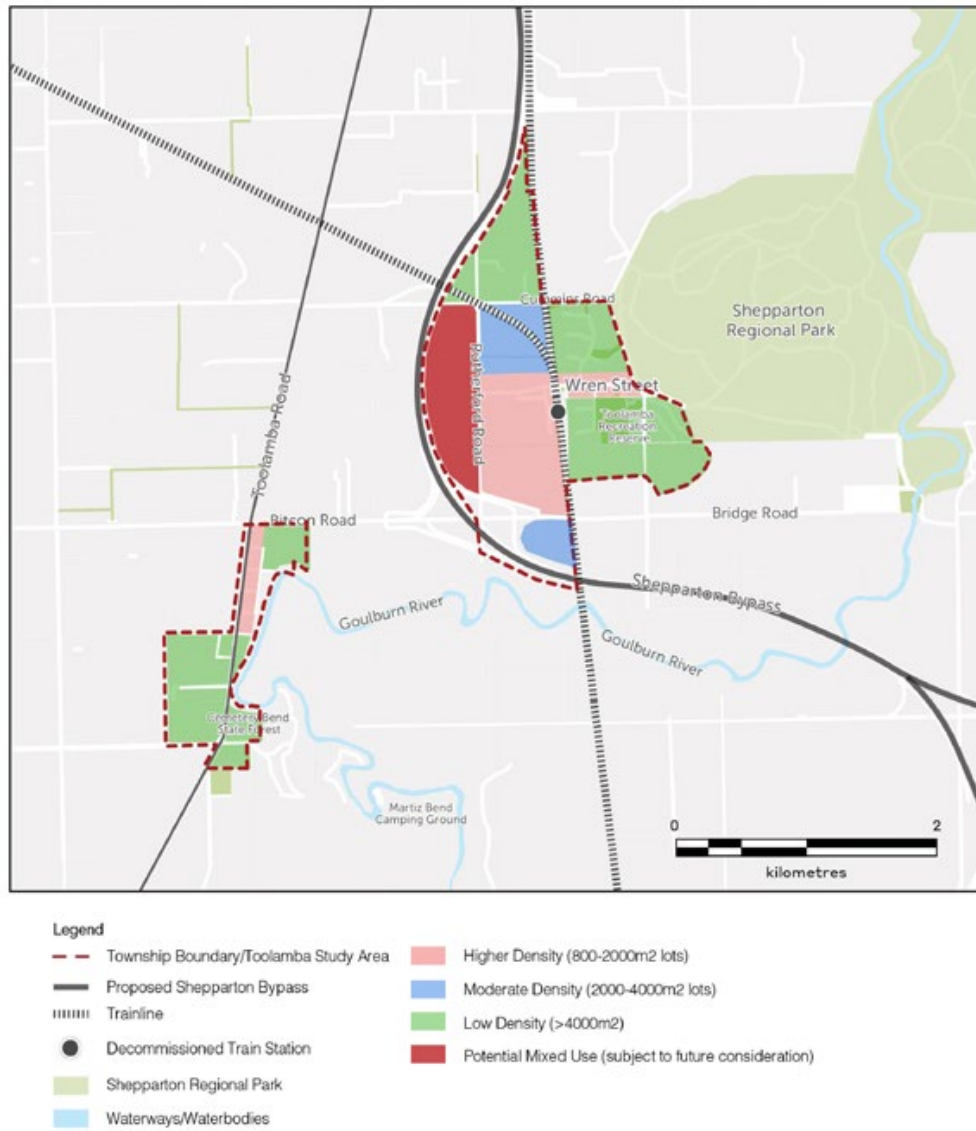 Cummins Road
Shepparton
Regional Park
Rutherford Road
Wren Street
Toolamba
Recreation
Reserve
Toolamba Road
Bitcon Road
Bridge Road
Goulburn River
Shepparton Bypass
Goulburn River
Cemetery Bend
State Forest
Martiz Bend
Camping Ground
0 2
kilometres
Legend
Township Boundary/Toolamba Study Area
Proposed Shepparton Bypass
Trainline
Decommissioned Train Station
Shepparton Regional Park
Waterways/Waterbodies
Higher Density (800-2000m2 lots)
Moderate Density (2000-4000m2 lots)
Low Density (>4000m2)
Potential Mixed Use (subject to future consideration)